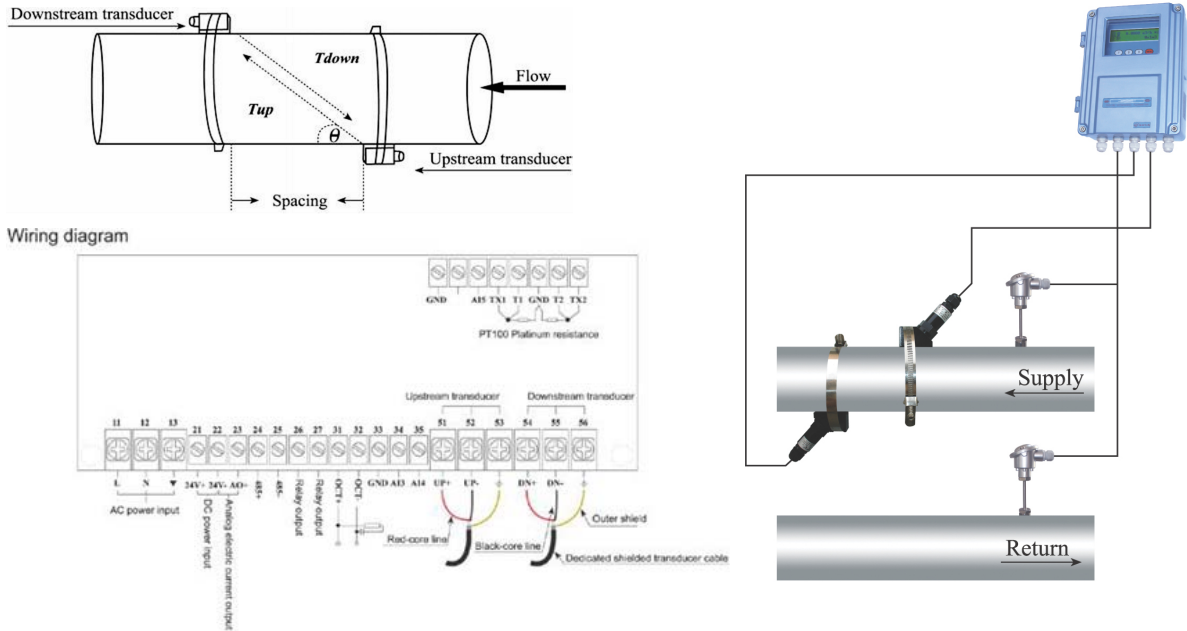 Downstream transducer
Tdown
Flow
Tup
θ
Upstream transducer
Spacing
Wiring diagram
GND AI5 TX1 T1 GND T2 TX2
PT100 Platinum resistance
Upstream transducer Downstream transducer
11 12 13 21 22 23 24 25 26 27 31 32 33 34 35 51 52 53 54 55 56
L N 24V+ 24V- AO+ 485+ 485- Relay output Relay output OCT+ OCT- GND AI3 AI4 UP+ UP- DN+ DN-
AC power input
DC power input
Analog electric current output
Outer shield
Red-core line
Black-core line
Dedicated shielded transducer cable
Supply
Return